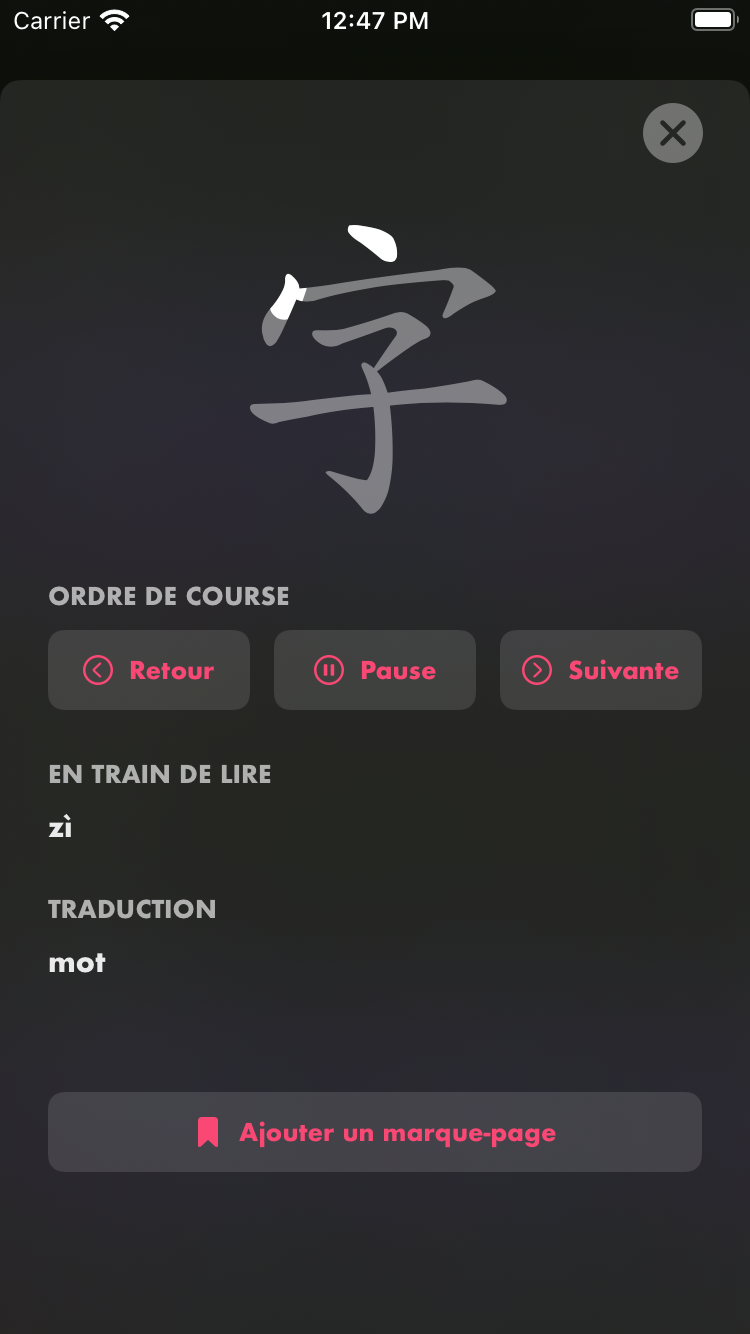 Carrier 12:47 PM
字
ORDRE DE COURSE
Retour Pause Suivante
EN TRAIN DE LIRE
zì
TRADUCTION
mot
Ajouter un marque-page